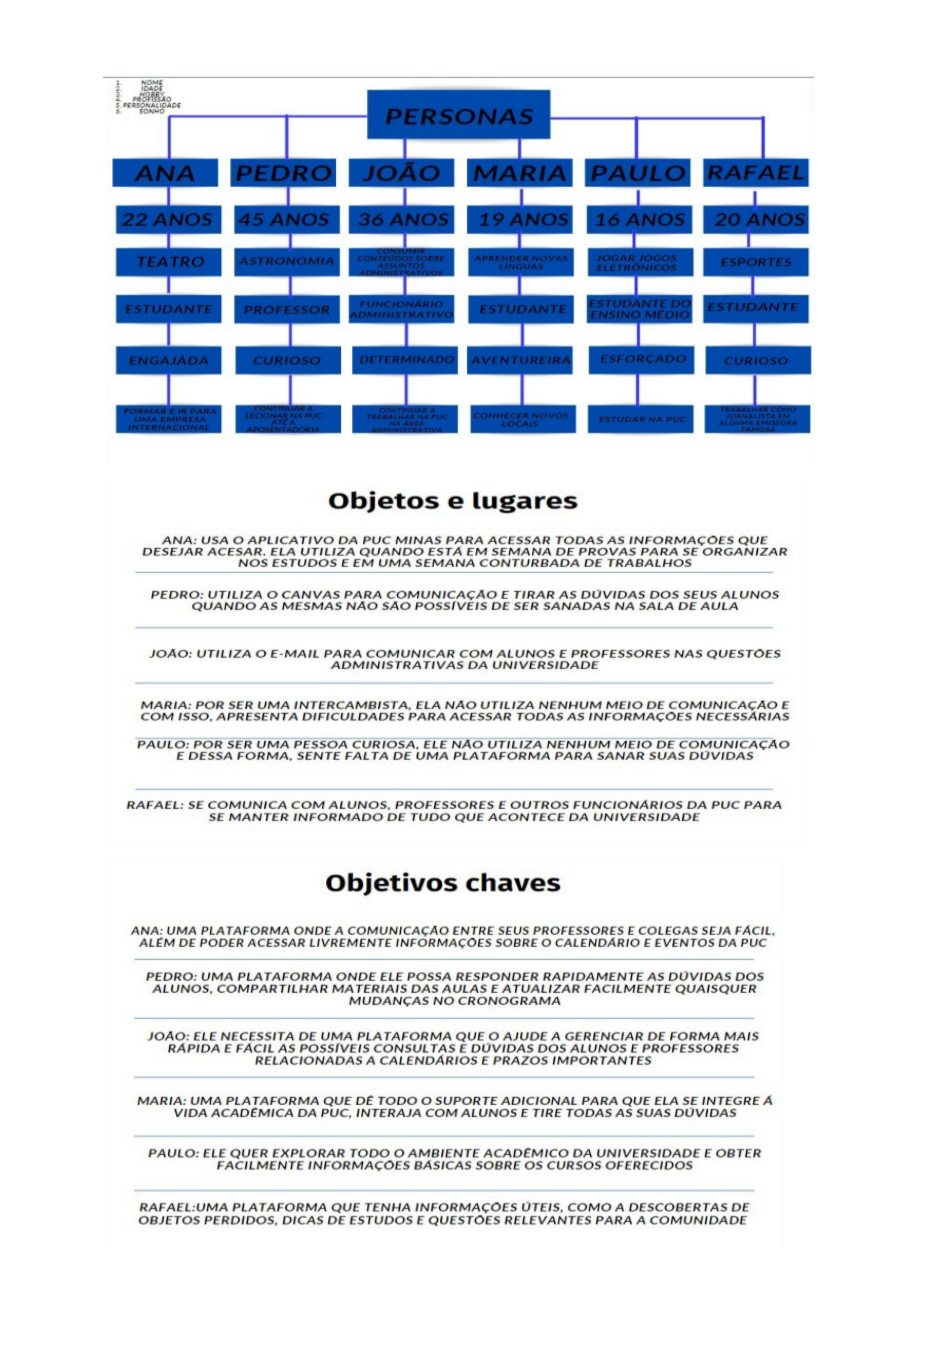 1. NOME
2. IDADE
3. HOBBY
4. PROFISSÃO
5. PERSONALIDADE
6. SONHO
PERSONAS
ANA PEDRO JOÃO MARIA PAULO RAFAEL
22 ANOS 45 ANOS 36 ANOS 19 ANOS 16 ANOS 20 ANOS
TEATRO
ASTRONOMIA
CONSUMIR
CONTEÚDOS SOBRE
ASSUNTOS
ADMINISTRATIVOS
APRENDER NOVAS
LINGUAS
JOGAR JOGOS
ELETRÔNICOS
ESPORTES
ESTUDANTE
PROFESSOR
FUNCIONÁRIO
ADMINISTRATIVO
ESTUDANTE
ESTUDANTE DO
ENSINO MÉDIO
ESTUDANTE
ENGAJADA CURIOSO DETERMINADO AVENTUREIRA ESFORÇADO CURIOSO
FORMAR E IR PARA
UMA EMPRESA
INTERNACIONAL
CONTINUAR A
LECIONAR NA PUC
ATÉ A
APOSENTADORIA
CONTINUAR A
TRABALHAR NA PUC
NA ÁREA
ADMINISTRATIVA
CONHECER NOVOS
LOCAIS
ESTUDAR NA PUC
TRABALHAR COMO
JORNALISTA EM
ALGUMA EMISSORA
FAMOSA
Objetos e lugares
ANA: USA O APLICATIVO DA PUC MINAS PARA ACESSAR TODAS AS INFORMAÇÕES QUE
DESEJAR ACESAR. ELA UTILIZA QUANDO ESTÁ EM SEMANA DE PROVAS PARA SE ORGANIZAR
NOS ESTUDOS E EM UMA SEMANA CONTURBADA DE TRABALHOS
PEDRO: UTILIZA O CANVAS PARA COMUNICAÇÃO E TIRAR AS DÚVIDAS DOS SEUS ALUNOS
QUANDO AS MESMAS NÃO SÃO POSSÍVEIS DE SER SANADAS NA SALA DE AULA
JOÃO: UTILIZA O E-MAIL PARA COMUNICAR COM ALUNOS E PROFESSORES NAS QUESTÕES
ADMINISTRATIVAS DA UNIVERSIDADE
MARIA: POR SER UMA INTERCAMBISTA, ELA NÃO UTILIZA NENHUM MEIO DE COMUNICAÇÃO E
COM ISSO, APRESENTA DIFICULDADES PARA ACESSAR TODAS AS INFORMAÇÕES NECESSÁRIAS
PAULO: POR SER UMA PESSOA CURIOSA, ELE NÃO UTILIZA NENHUM MEIO DE COMUNICAÇÃO
E DESSA FORMA, SENTE FALTA DE UMA PLATAFORMA PARA SANAR SUAS DÚVIDAS
RAFAEL: SE COMUNICA COM ALUNOS, PROFESSORES E OUTROS FUNCIONÁRIOS DA PUC PARA
SE MANTER INFORMADO DE TUDO QUE ACONTECE DA UNIVERSIDADE
Objetivos chaves
ANA: UMA PLATAFORMA ONDE A COMUNICAÇÃO ENTRE SEUS PROFESSORES E COLEGAS SEJA FÁCIL,
ALÉM DE PODER ACESSAR LIVREMENTE INFORMAÇÕES SOBRE O CALENDÁRIO E EVENTOS DA PUC
PEDRO: UMA PLATAFORMA ONDE ELE POSSA RESPONDER RAPIDAMENTE AS DÚVIDAS DOS
ALUNOS, COMPARTILHAR MATERIAIS DAS AULAS E ATUALIZAR FACILMENTE QUAISQUER
MUDANÇAS NO CRONOGRAMA
JOÃO: ELE NECESSITA DE UMA PLATAFORMA QUE O AJUDE A GERENCIAR DE FORMA MAIS
RÁPIDA E FÁCIL AS POSSÍVEIS CONSULTAS E DÚVIDAS DOS ALUNOS E PROFESSORES
RELACIONADAS A CALENDÁRIOS E PRAZOS IMPORTANTES
MARIA: UMA PLATAFORMA QUE DÊ TODO O SUPORTE ADICIONAL PARA QUE ELA SE INTEGRE Á
VIDA ACADÊMICA DA PUC, INTERAJA COM ALUNOS E TIRE TODAS AS SUAS DÚVIDAS
PAULO: ELE QUER EXPLORAR TODO O AMBIENTE ACADÊMICO DA UNIVERSIDADE E OBTER
FACILMENTE INFORMAÇÕES BÁSICAS SOBRE OS CURSOS OFERECIDOS
RAFAEL:UMA PLATAFORMA QUE TENHA INFORMAÇÕES ÚTEIS, COMO A DESCOBERTAS DE
OBJETOS PERDIDOS, DICAS DE ESTUDOS E QUESTÕES RELEVANTES PARA A COMUNIDADE